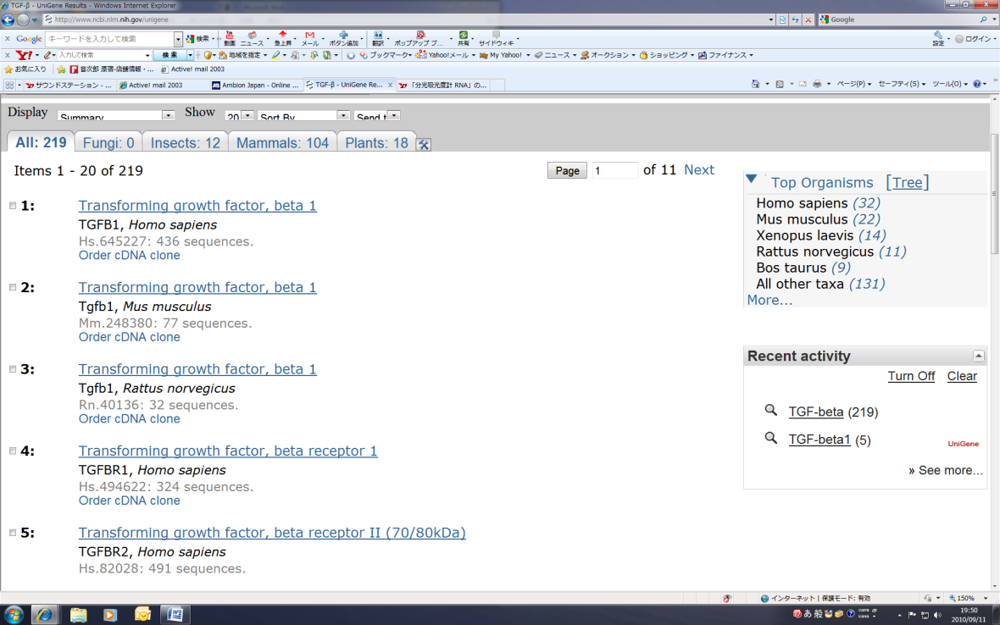 TGF-β - UniGene Results - Windows Internet Explorer
http://www.ncbi.nlm.nih.gov/unigene
Google
Google キーワードを入力して検索 検索 動画 ニュース 急上昇 メール ボタン追加 翻訳 ポップアップ ブ... 共有 サイドウィキ 設定 ログイン
Y! 入力して検索 検索 地域を指定 ブックマーク Yahoo!メール My Yahoo! ニュース オークション ショッピング ファイナンス
お気に入り 音次郎 原宿-店舗情報 - ... Active! mail 2003
サウンドステーション - ... Active! mail 2003 Ambion Japan - Online ... TGF-β - UniGene Re... 「分光吸光度計 RNA」の... ページ(P) セーフティ(S) ツール(O)
Display Summary Show 20 Sort By Send t
All: 219 Fungi: 0 Insects: 12 Mammals: 104 Plants: 18
Items 1 - 20 of 219 Page 1 of 11 Next
1: Transforming growth factor, beta 1
TGFB1, Homo sapiens
Hs.645227: 436 sequences.
Order cDNA clone
2: Transforming growth factor, beta 1
Tgfb1, Mus musculus
Mm.248380: 77 sequences.
Order cDNA clone
3: Transforming growth factor, beta 1
Tgfb1, Rattus norvegicus
Rn.40136: 32 sequences.
Order cDNA clone
4: Transforming growth factor, beta receptor 1
TGFBR1, Homo sapiens
Hs.494622: 324 sequences.
Order cDNA clone
5: Transforming growth factor, beta receptor II (70/80kDa)
TGFBR2, Homo sapiens
Hs.82028: 491 sequences.
Top Organisms [Tree]
Homo sapiens (32)
Mus musculus (22)
Xenopus laevis (14)
Rattus norvegicus (11)
Bos taurus (9)
All other taxa (131)
More...
Recent activity
Turn Off Clear
TGF-beta (219)
TGF-beta1 (5)
UniGene
» See more...
インターネット | 保護モード: 有効 150%
あ 般 CAPS KANA 19:50
2010/09/11